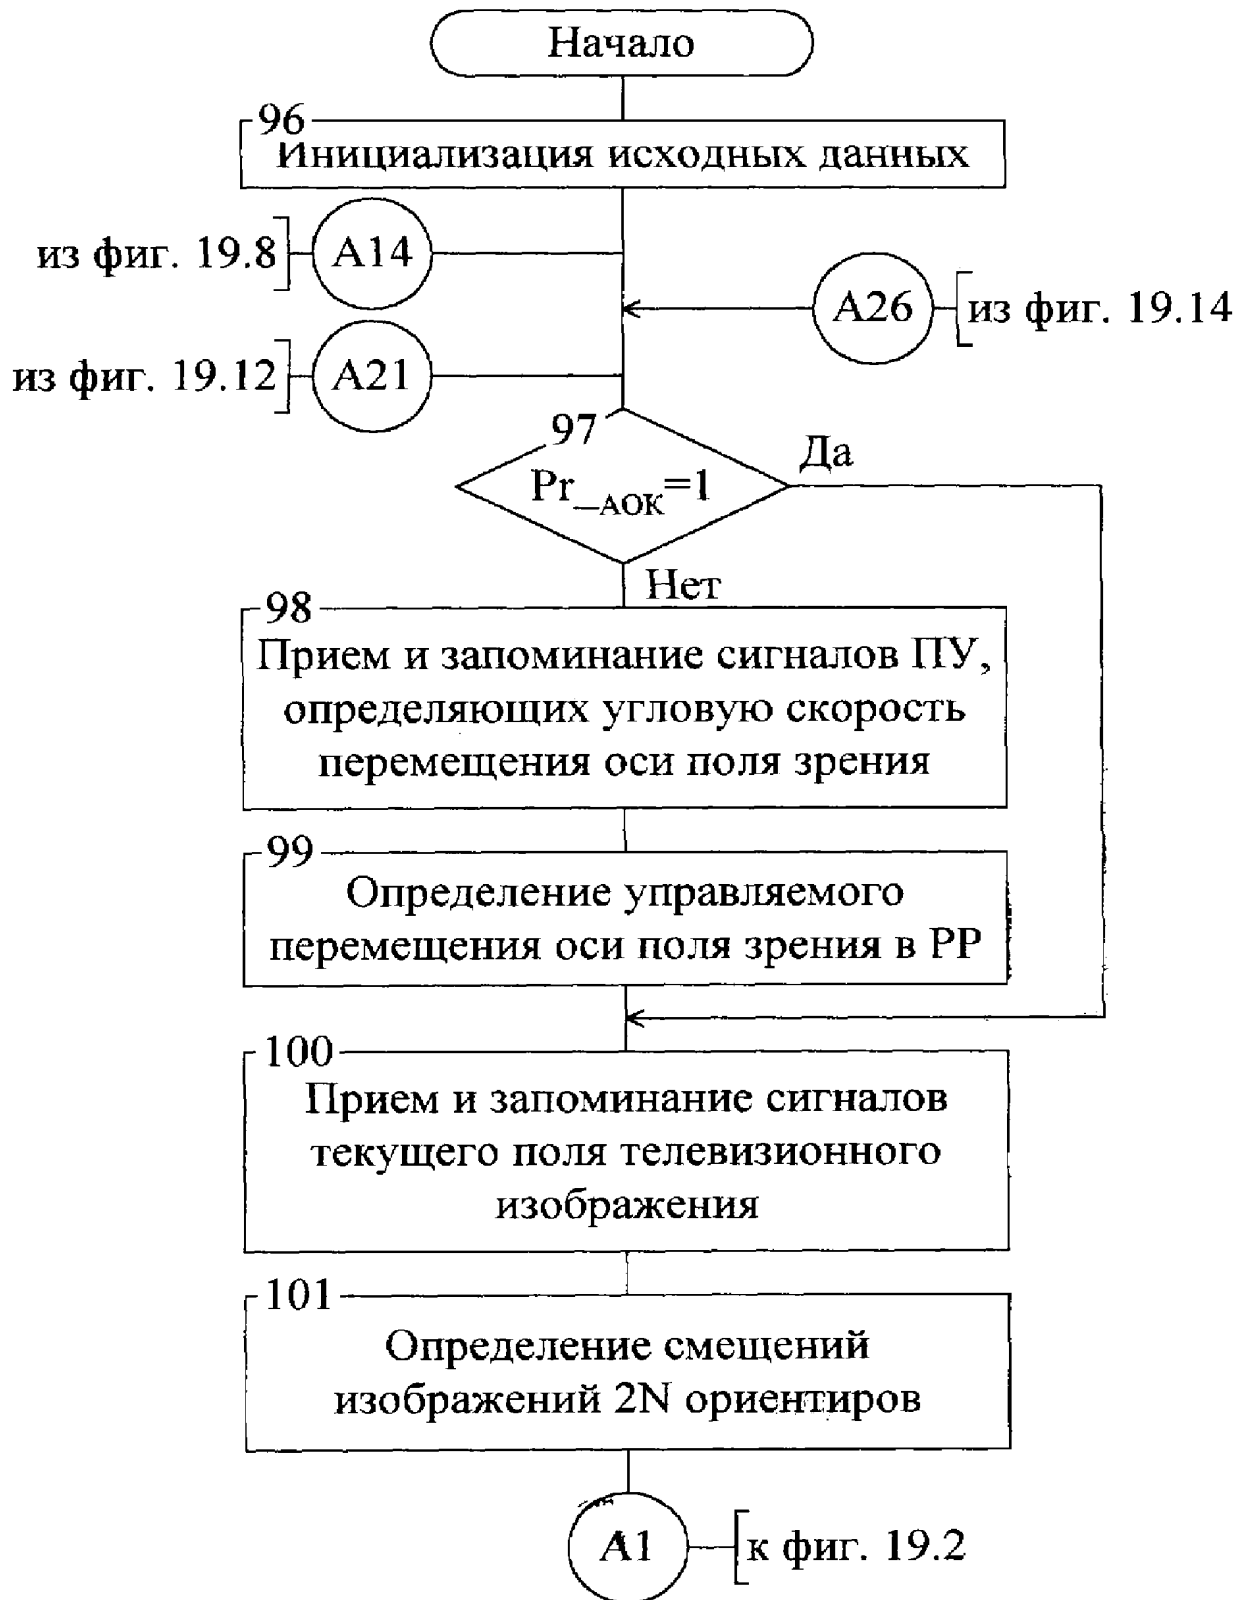 Начало
96
Инициализация исходных данных
из фиг. 19.8
А14
А26
из фиг. 19.14
из фиг. 19.12
А21
97
Да
Pr_АОК=1
Нет
98
Прием и запоминание сигналов ПУ,
определяющих угловую скорость
перемещения оси поля зрения
99
Определение управляемого
перемещения оси поля зрения в РР
100
Прием и запоминание сигналов
текущего поля телевизионного
изображения
101
Определение смещений
изображений 2N ориентиров
А1
к фиг. 19.2